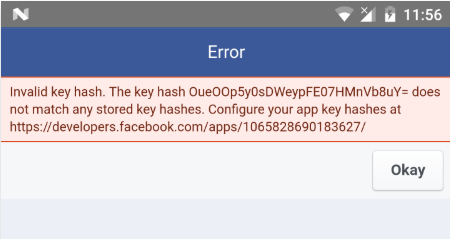 11:56
Error
Invalid key hash. The key hash OueOOp5y0sDWeypFE07HMnVb8uY= does
not match any stored key hashes. Configure your app key hashes at
https://developers.facebook.com/apps/1065828690183627/
Okay